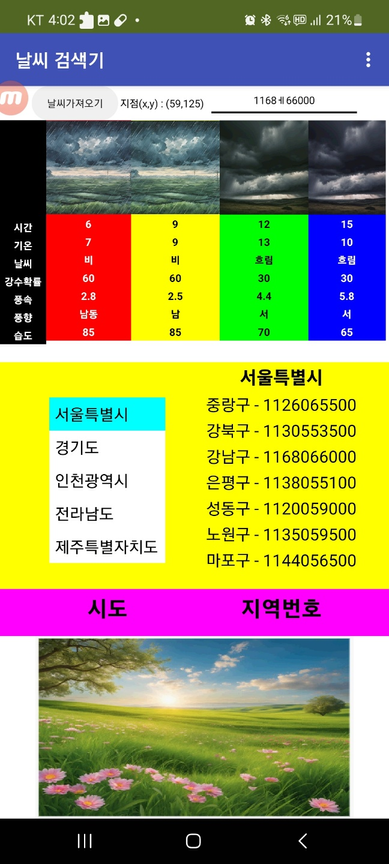 KT 4:02 21%
날씨 검색기
m 날씨가져오기 지점(x,y) : (59,125) 1168ㅔ66000
시간 6 9 12 15
기온 7 9 13 10
날씨 비 비 흐림 흐림
강수확률 60 60 30 30
풍속 2.8 2.5 4.4 5.8
풍향 남동 남 서 서
습도 85 85 70 65
서울특별시
경기도
인천광역시
전라남도
제주특별자치도
서울특별시
중랑구 - 1126065500
강북구 - 1130553500
강남구 - 1168066000
은평구 - 1138055100
성동구 - 1120059000
노원구 - 1135059500
마포구 - 1144056500
시도 지역번호